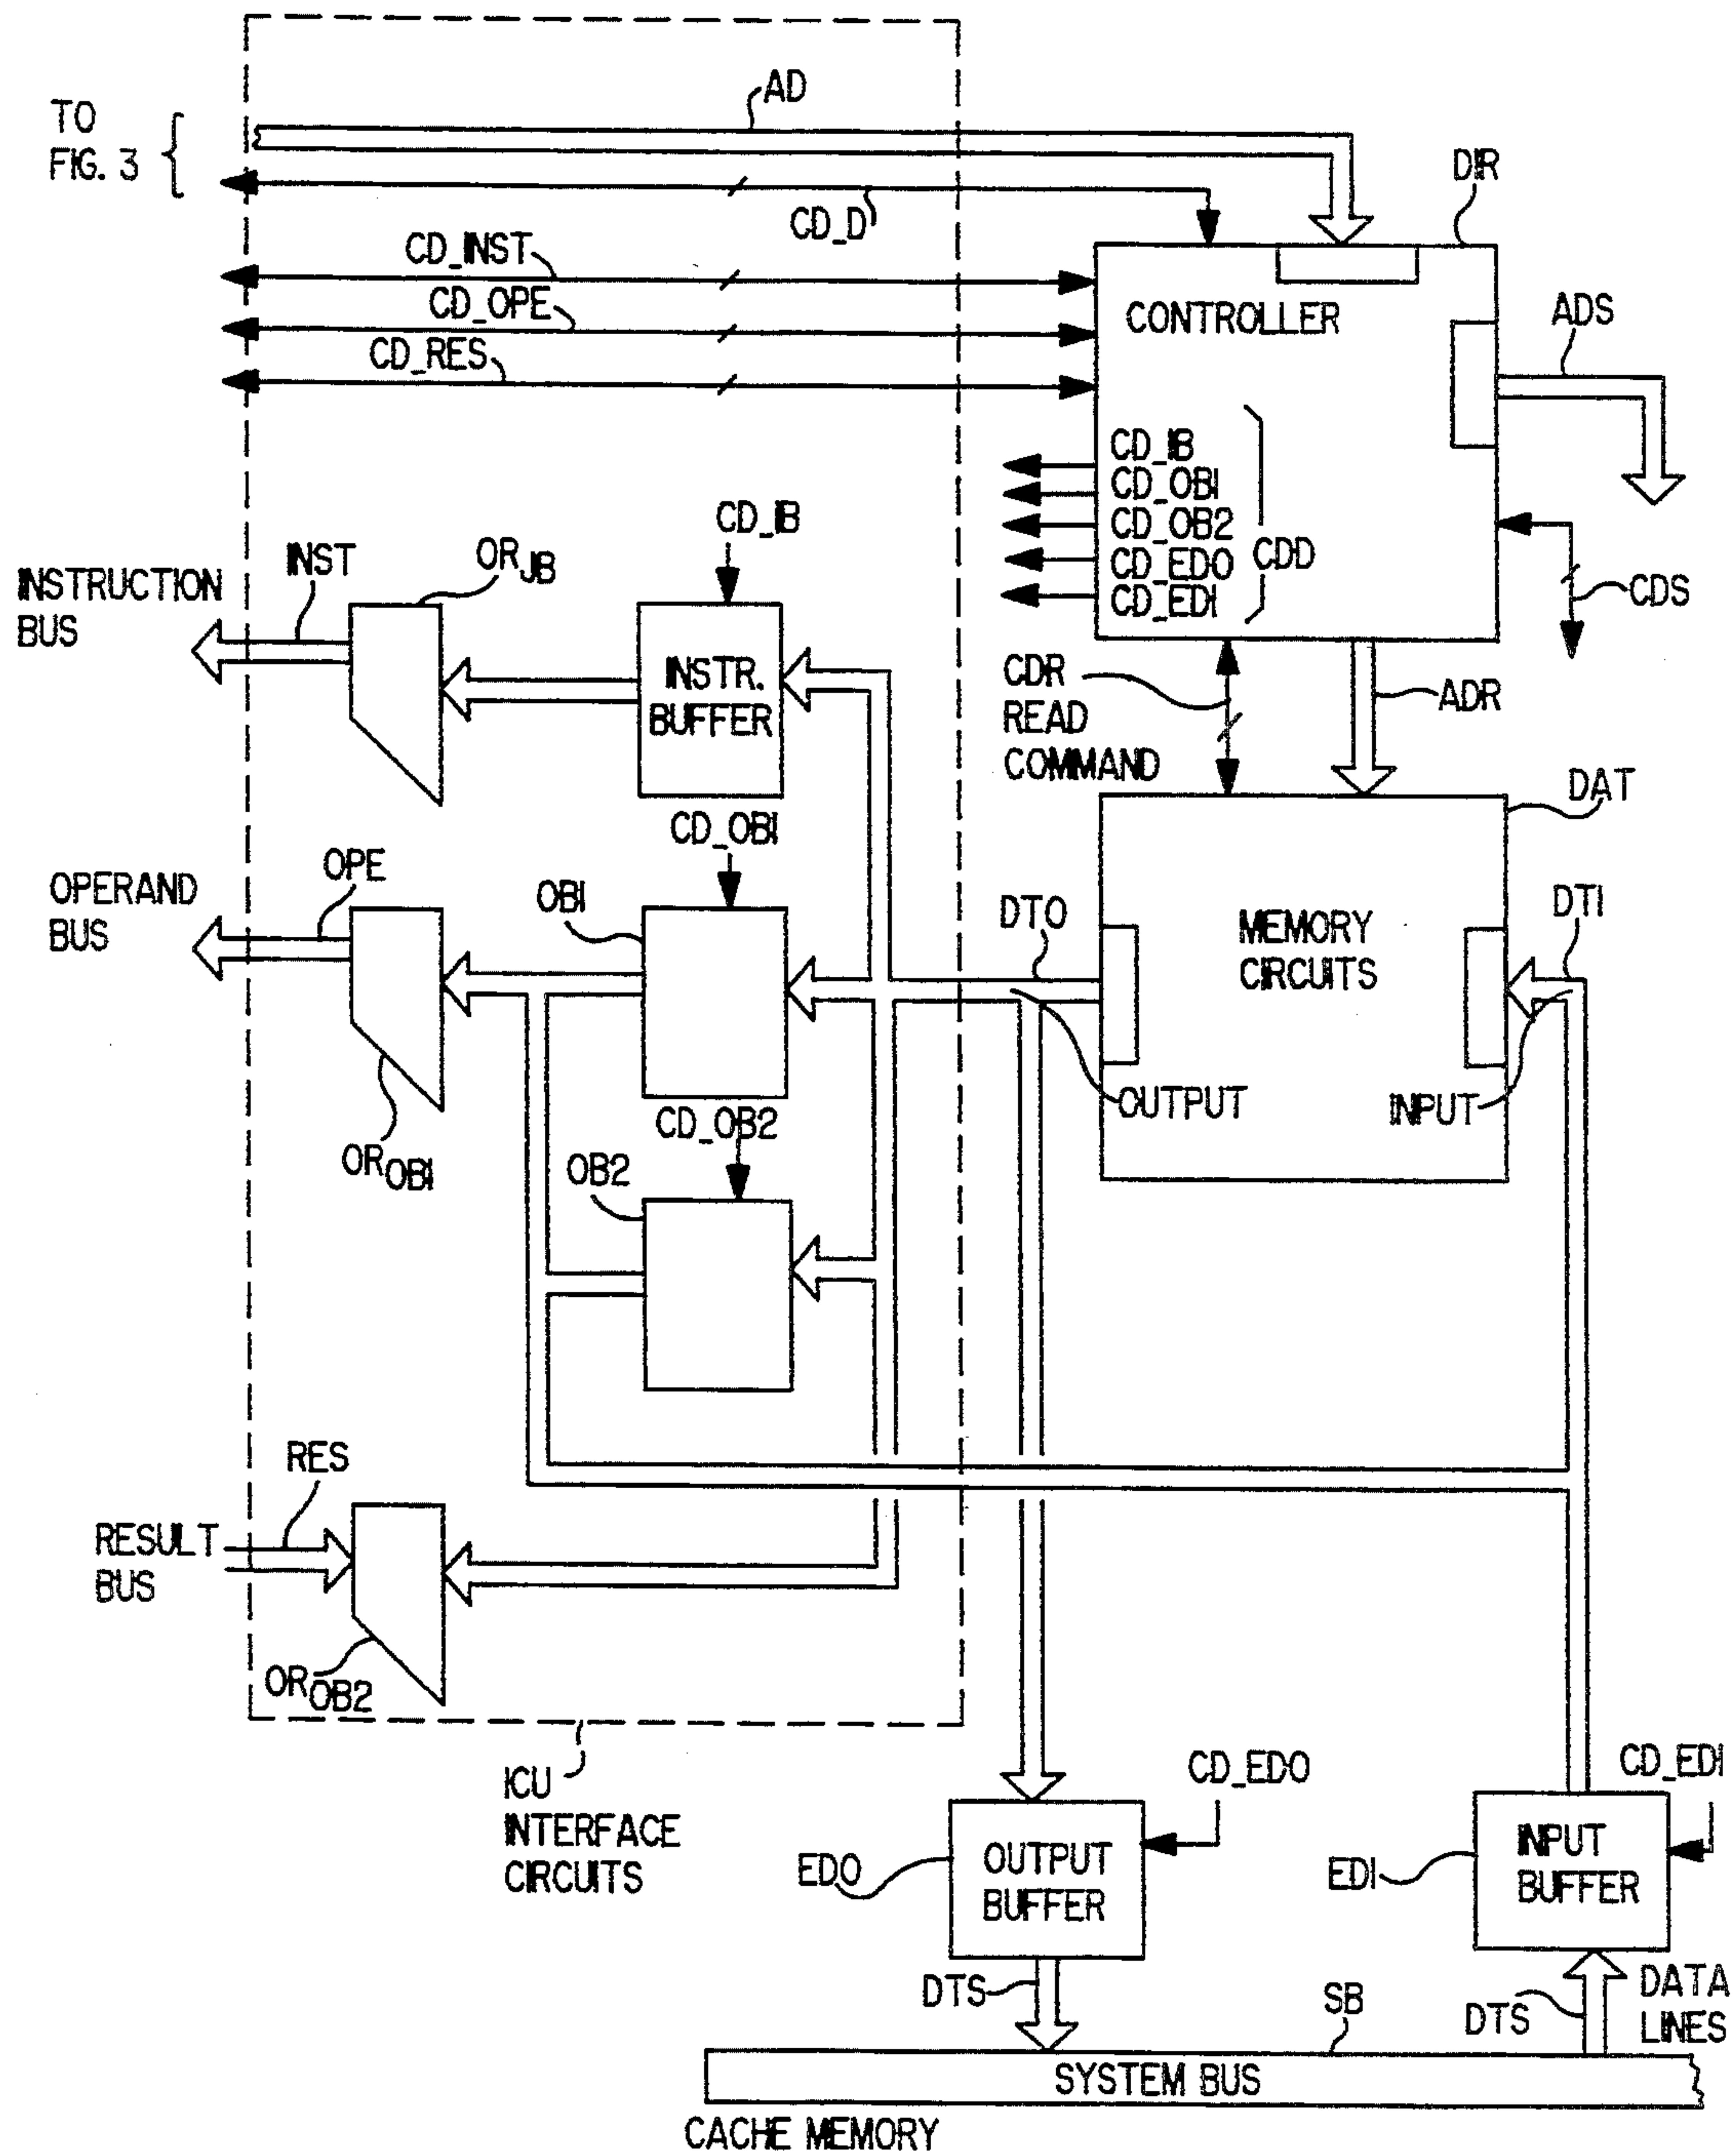 TO
FIG. 3
AD
CD_D
DIR
CD_INST
CD_OPE
CD_RES
CONTROLLER
ADS
CD_IB
CD_OB1
CD_OB2
CD_EDO
CD_EDI
CDD
CDS
CD_IB
INSTRUCTION
BUS
INST
OR_JB
INSTR.
BUFFER
CDR
READ
COMMAND
ADR
DAT
CD_OB1
OPERAND
BUS
OPE
OB1
DTO
MEMORY
CIRCUITS
DTI
OUTPUT
INPUT
OR_OB1
CD_OB2
OB2
RES
RESULT
BUS
OR_OB2
ICU
INTERFACE
CIRCUITS
CD_EDO
CD_EDI
EDO
OUTPUT
BUFFER
EDI
INPUT
BUFFER
DTS
SB
DTS
DATA
LINES
SYSTEM BUS
CACHE MEMORY